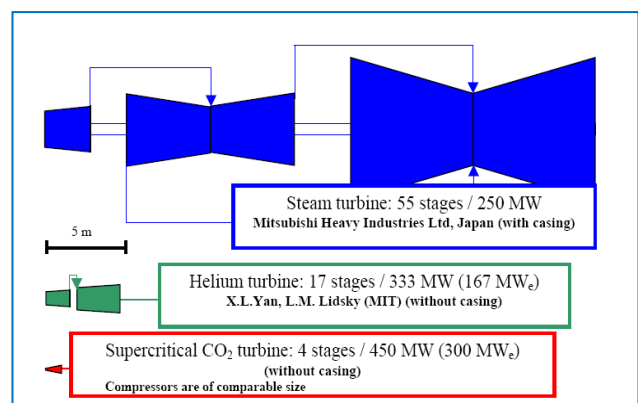 Steam turbine: 55 stages / 250 MW
Mitsubishi Heavy Industries Ltd, Japan (with casing)
5 m
Helium turbine: 17 stages / 333 MW (167 MWe)
X.L.Yan, L.M. Lidsky (MIT) (without casing)
Supercritical CO2 turbine: 4 stages / 450 MW (300 MWe)
(without casing)
Compressors are of comparable size